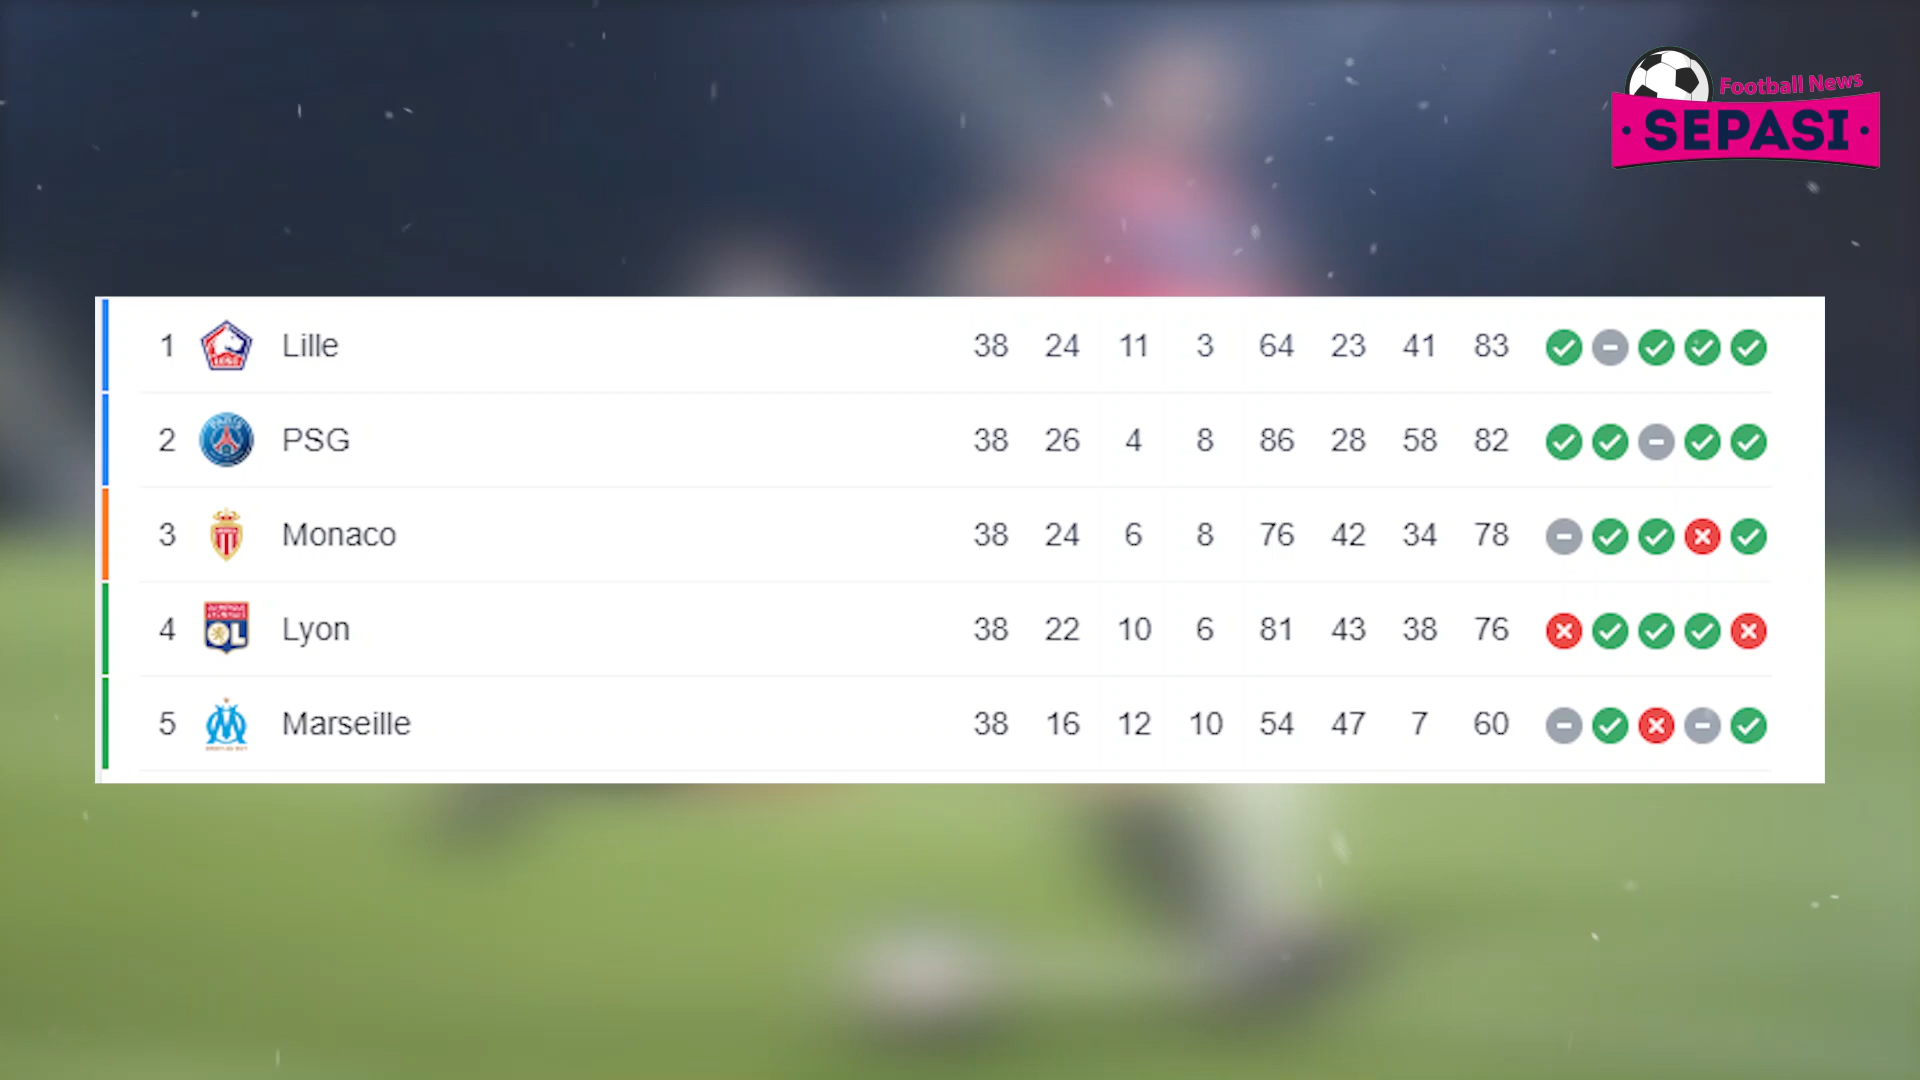 Football News
SEPASI
1 Lille 38 24 11 3 64 23 41 83
2 PSG 38 26 4 8 86 28 58 82
3 Monaco 38 24 6 8 76 42 34 78
4 Lyon 38 22 10 6 81 43 38 76
5 Marseille 38 16 12 10 54 47 7 60